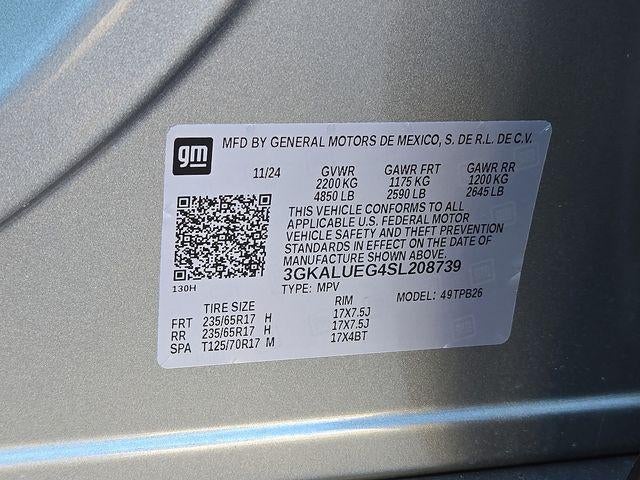 gm
MFD BY GENERAL MOTORS DE MEXICO, S. DE R.L. DE C.V.
11/24 GVWR GAWR FRT GAWR RR
2200 KG 1175 KG 1200 KG
4850 LB 2590 LB 2645 LB
THIS VEHICLE CONFORMS TO ALL
APPLICABLE U.S. FEDERAL MOTOR
VEHICLE SAFETY AND THEFT PREVENTION
STANDARDS IN EFFECT ON THE DATE OF
MANUFACTURE SHOWN ABOVE.
3GKALUEG4SL208739
130H
TYPE: MPV MODEL: 49TPB26
TIRE SIZE RIM
FRT 235/65R17 H 17X7.5J
RR 235/65R17 H 17X7.5J
SPA T125/70R17 M 17X4BT